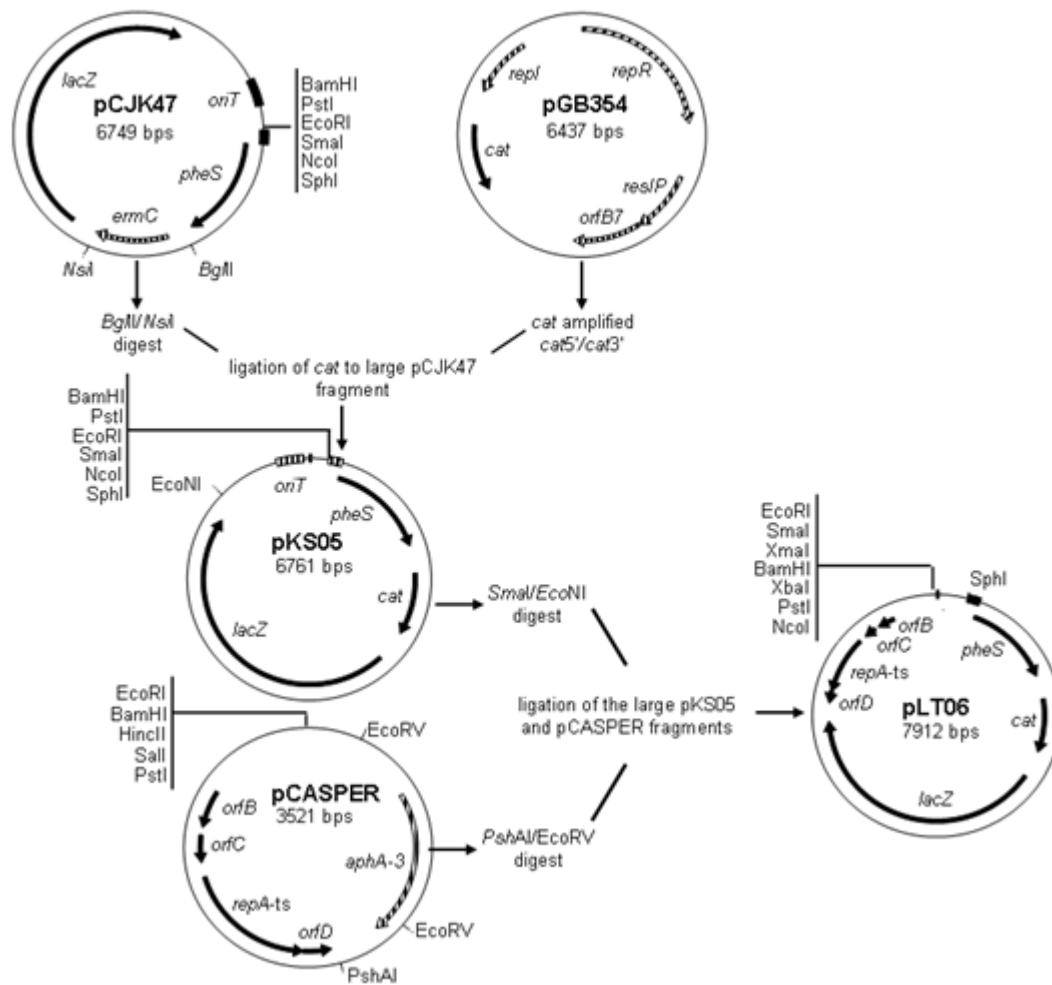 lacZ
oriT
pCJK47
6749 bps
pheS
ermC
NsiI
BglII
BamHI
PstI
EcoRI
SmaI
NcoI
SphI
repI
repR
pGB354
6437 bps
cat
resIP
orfB7
BglII/NsiI
digest
cat amplified
cat5'/cat3'
ligation of cat to large pCJK47
fragment
BamHI
PstI
EcoRI
SmaI
NcoI
SphI
EcoNI
oriT
pheS
pKS05
6761 bps
cat
lacZ
SmaI/EcoNI
digest
EcoRI
BamHI
HincII
SalI
PstI
EcoRV
pCASPER
3521 bps
orfB
orfC
aphA-3
repA-ts
orfD
EcoRV
PshAI
PshAI/EcoRV
digest
ligation of the large pKS05
and pCASPER fragments
EcoRI
SmaI
XmaI
BamHI
XbaI
PstI
NcoI
SphI
orfB
orfC
pheS
repA-ts
orfD
pLT06
7912 bps
cat
lacZ